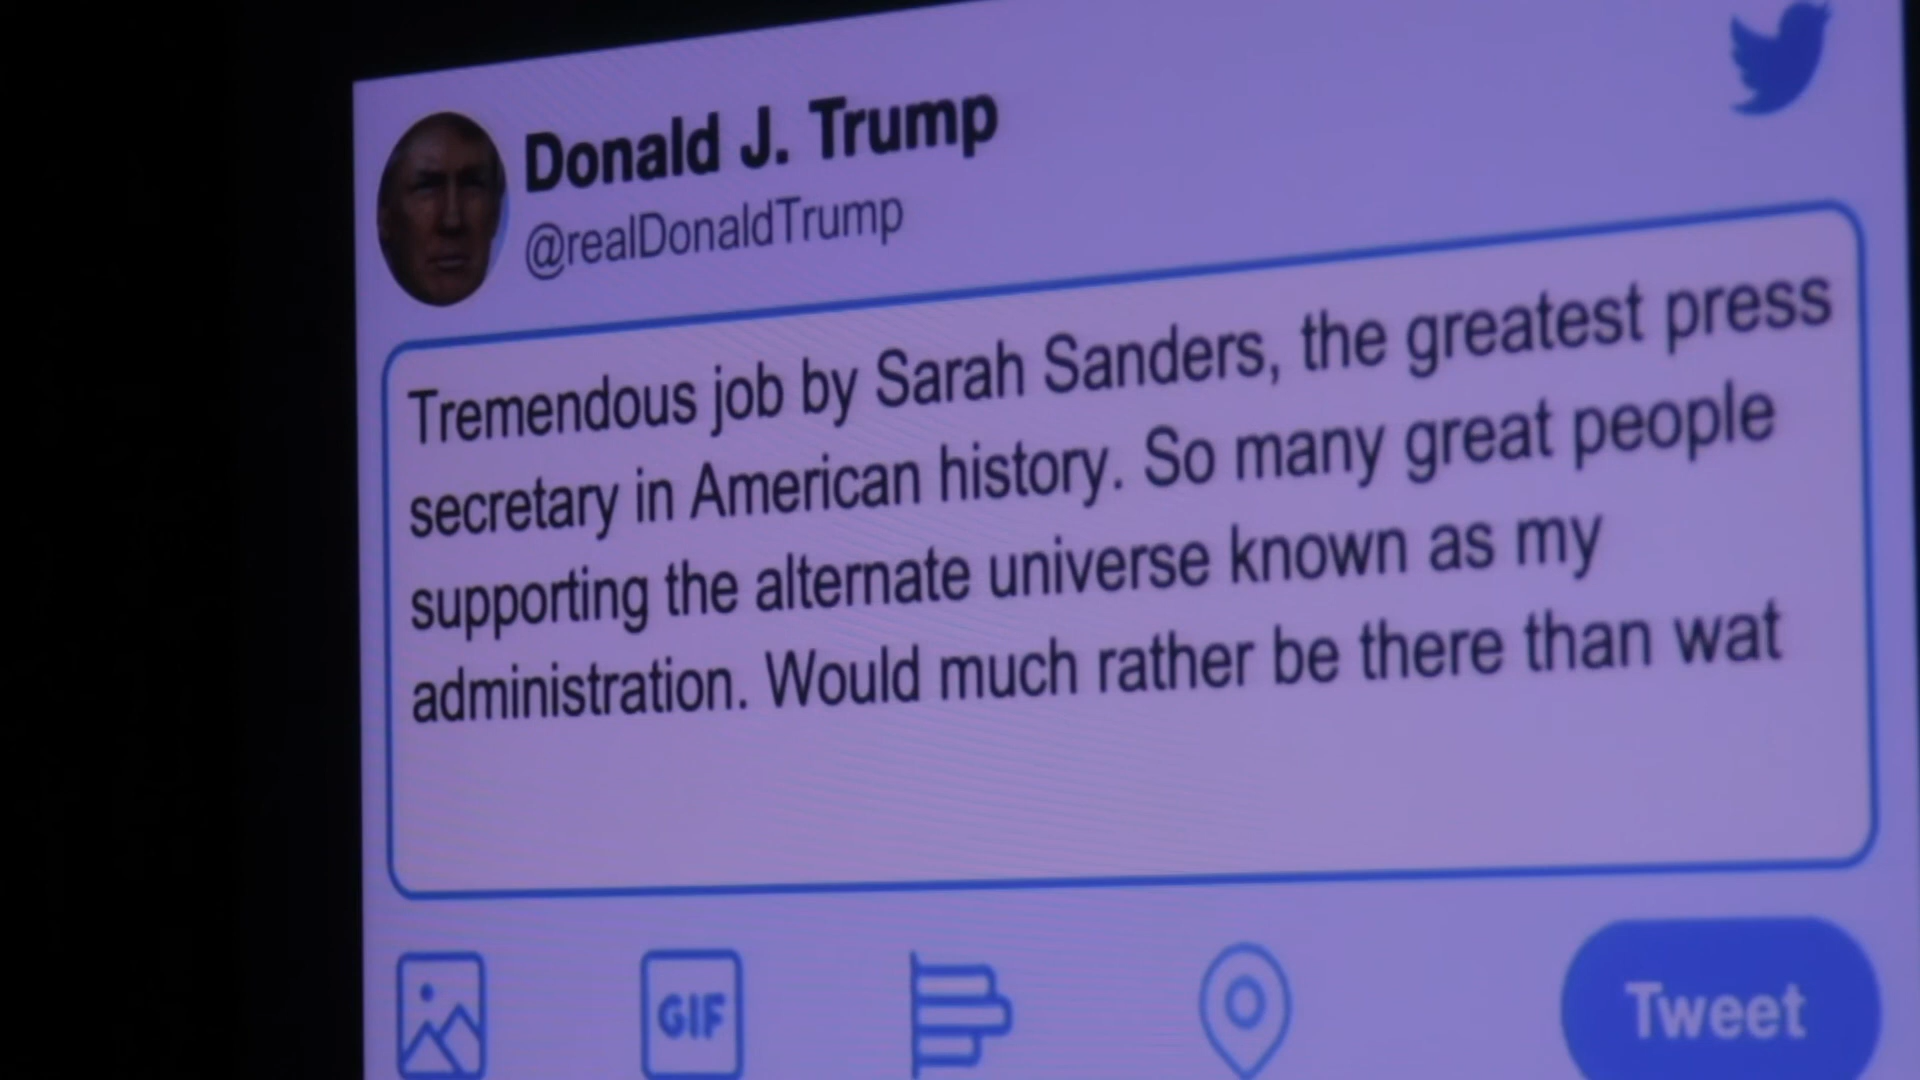 Donald J. Trump
@realDonaldTrump
Tremendous job by Sarah Sanders, the greatest press
secretary in American history. So many great people
supporting the alternate universe known as my
administration. Would much rather be there than wat
GIF
Tweet